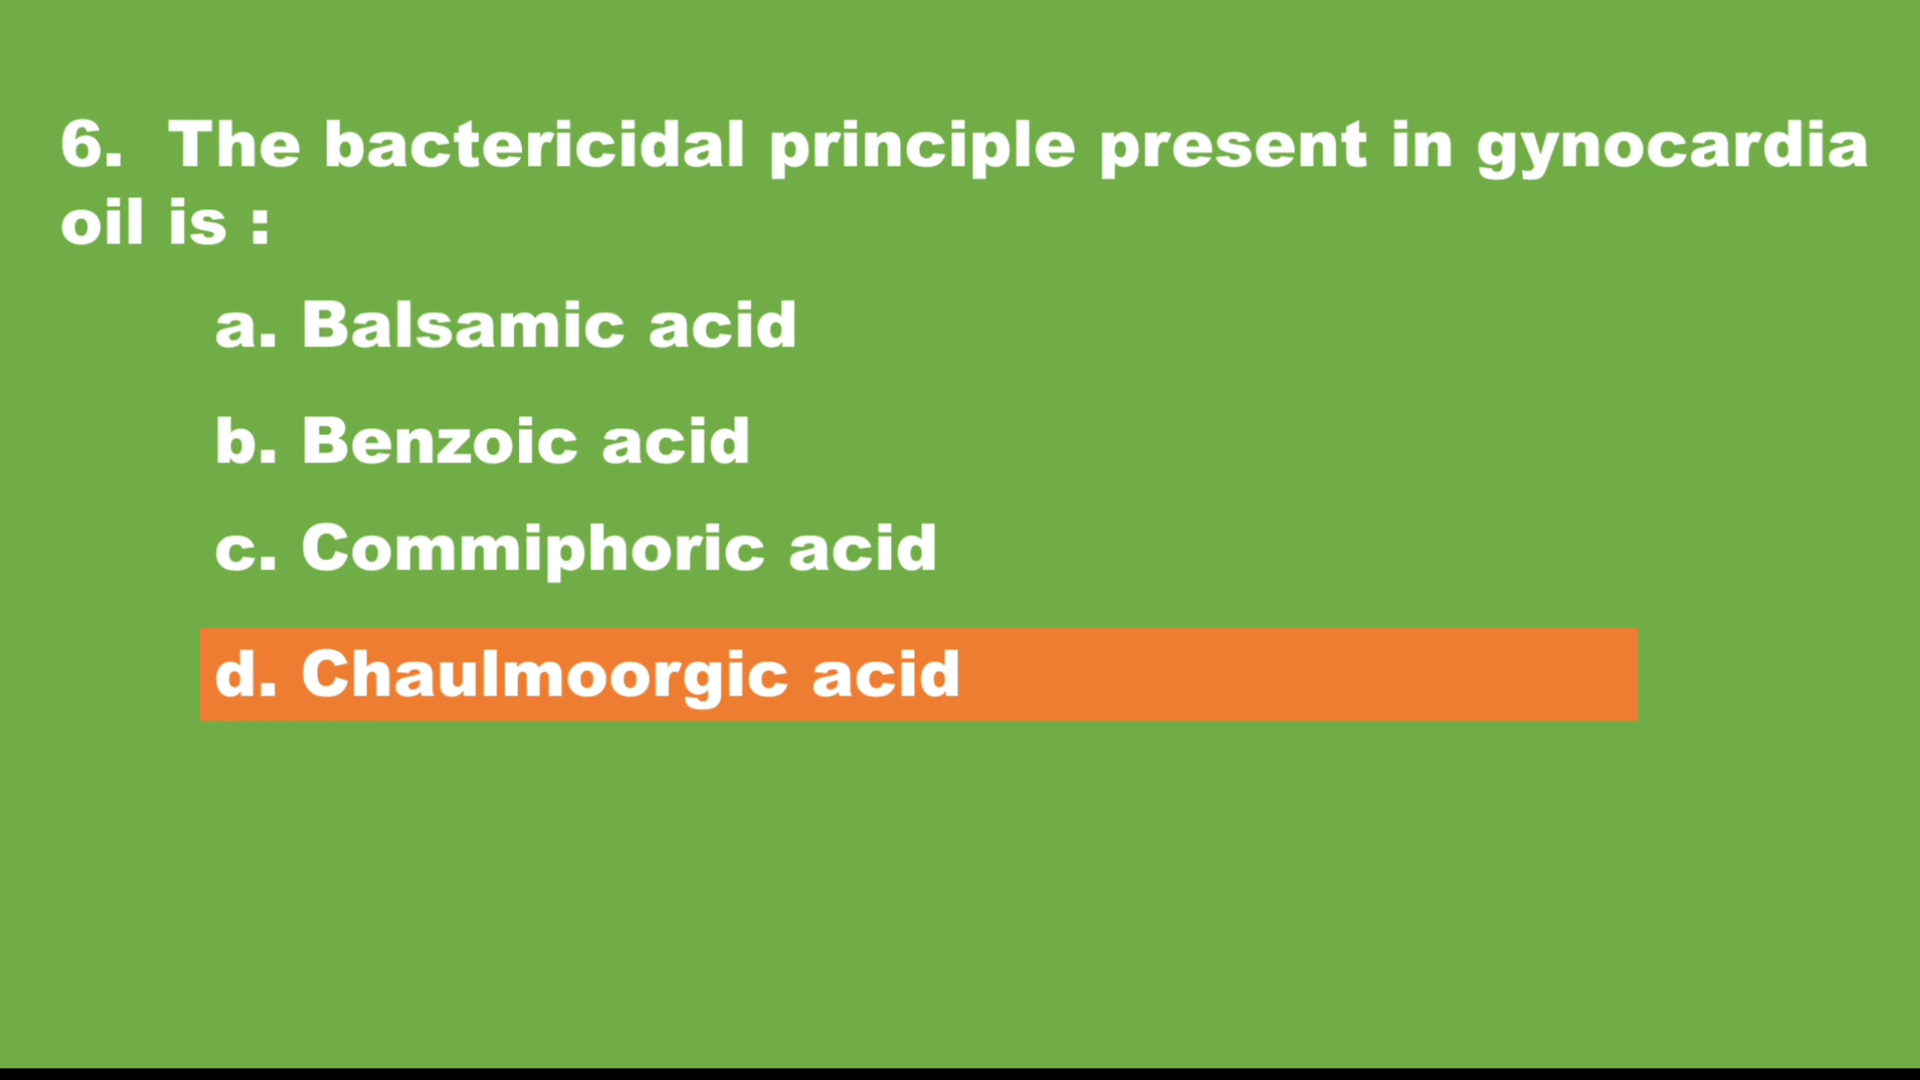 6. The bactericidal principle present in gynocardia
oil is :
a. Balsamic acid
b. Benzoic acid
c. Commiphoric acid
d. Chaulmoorgic acid